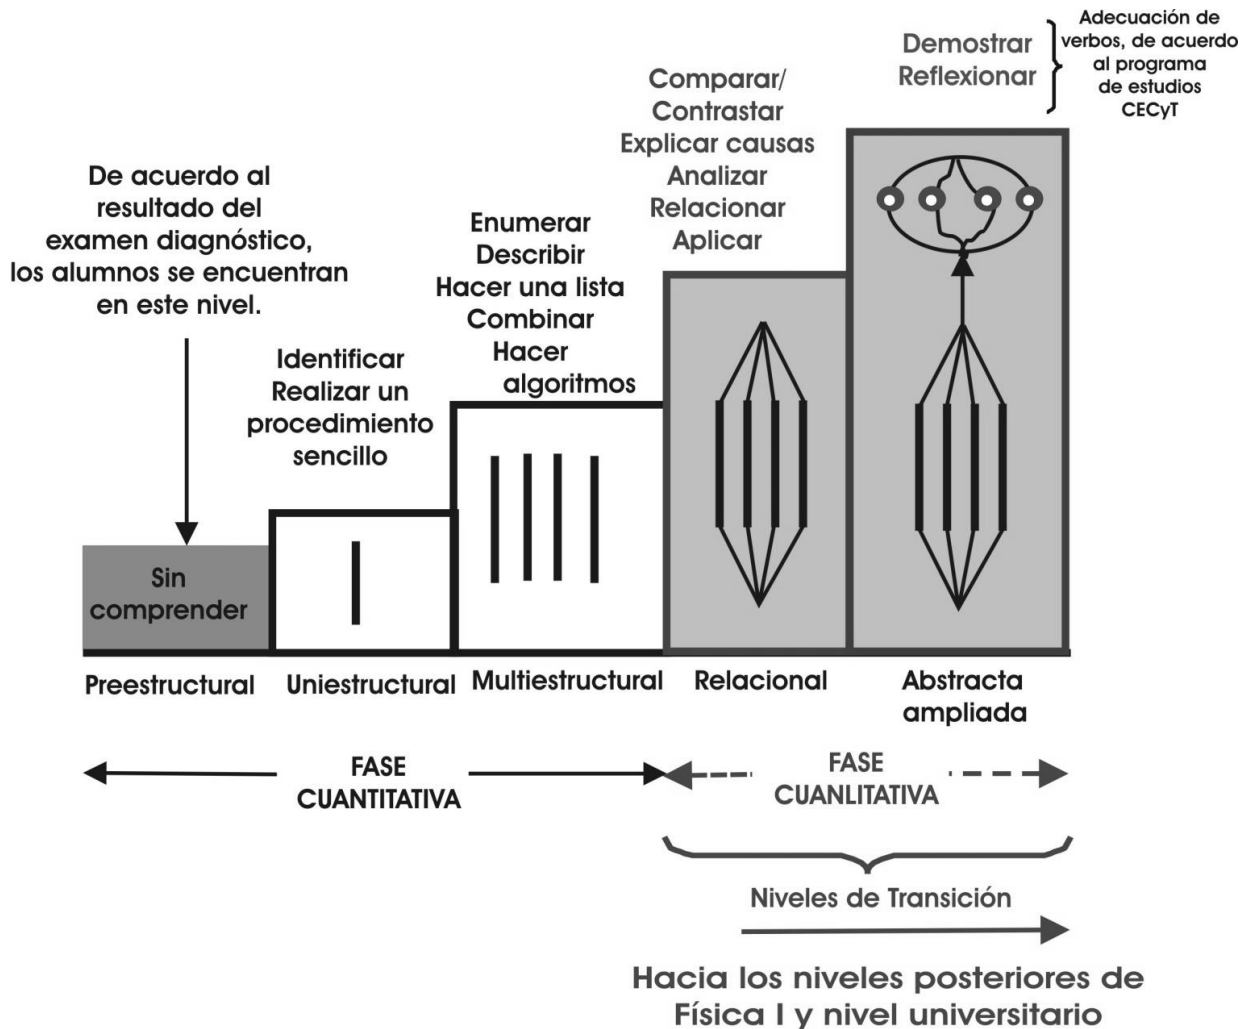 Demostrar
Reflexionar
Adecuación de
verbos, de acuerdo
al programa
de estudios
CECyT
Comparar/
Contrastar
Explicar causas
Analizar
Relacionar
Aplicar
De acuerdo al
resultado del
examen diagnóstico,
los alumnos se encuentran
en este nivel.
Enumerar
Describir
Hacer una lista
Combinar
Hacer
algoritmos
Identificar
Realizar un
procedimiento
sencillo
Sin
comprender
Preestructural
Uniestructural
Multiestructural
Relacional
Abstracta
ampliada
FASE
CUANTITATIVA
FASE
CUANLITATIVA
Niveles de Transición
Hacia los niveles posteriores de
Física I y nivel universitario